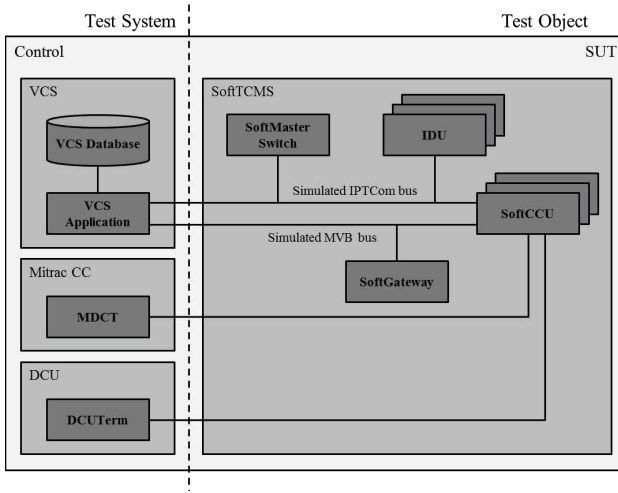 Test System
Test Object
Control
SUT
VCS
SoftTCMS
VCS Database
SoftMaster
Switch
IDU
Simulated IPTCom bus
VCS
Application
SoftCCU
Simulated MVB bus
Mitrac CC
SoftGateway
MDCT
DCU
DCUTerm